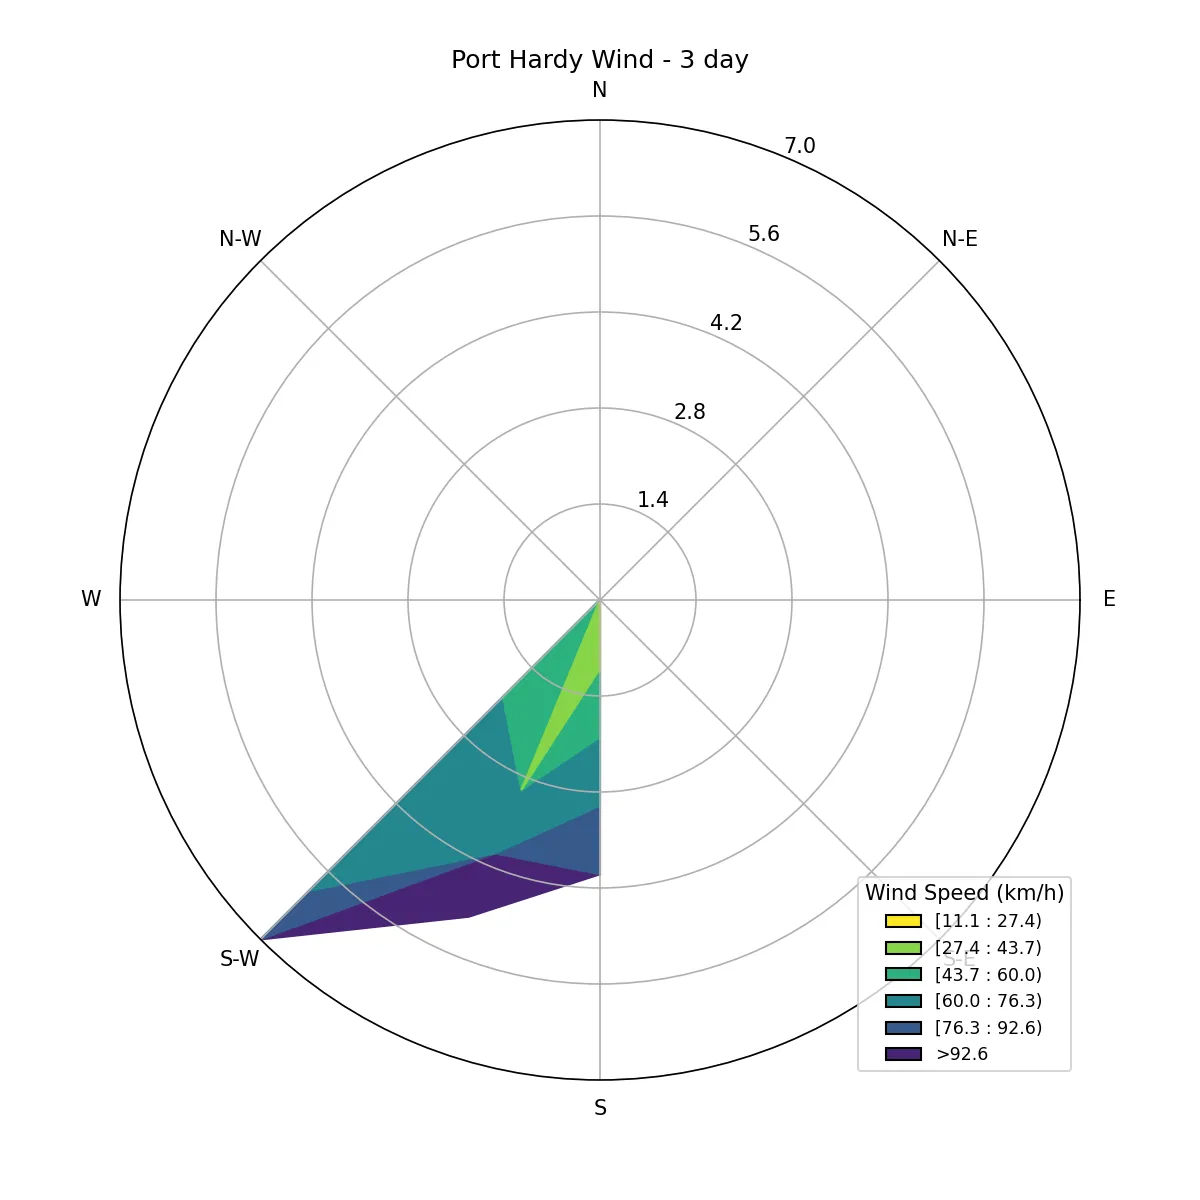 Port Hardy Wind - 3 day
N
7.0
N-W
5.6
N-E
4.2
2.8
1.4
W
E
Wind Speed (km/h)
[11.1 : 27.4)
[27.4 : 43.7)
S-W
S-E
[43.7 : 60.0)
[60.0 : 76.3)
[76.3 : 92.6)
>92.6
S